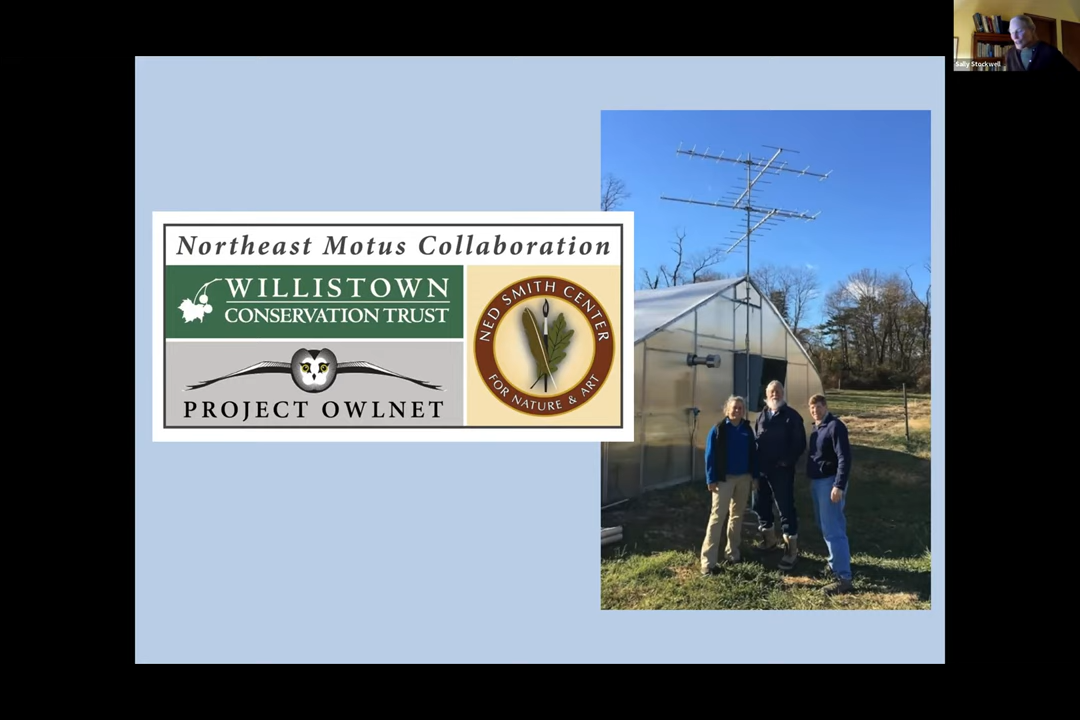 Sally Stockwell
Northeast Motus Collaboration
WILLISTOWN
CONSERVATION TRUST
PROJECT OWLNET
NED SMITH CENTER
FOR NATURE & ART